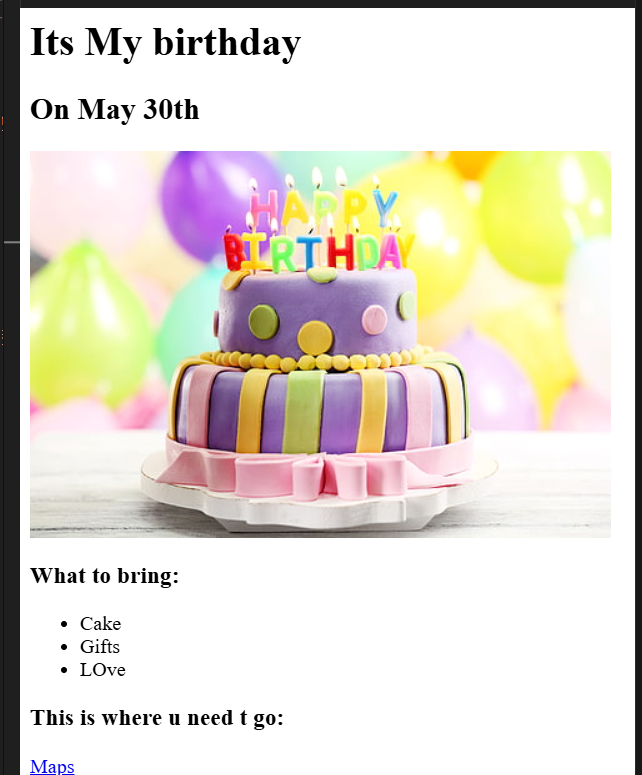 Its My birthday
On May 30th
HAPPY
BIRTHDAY
What to bring:
Cake
Gifts
LOve
This is where u need t go:
Maps